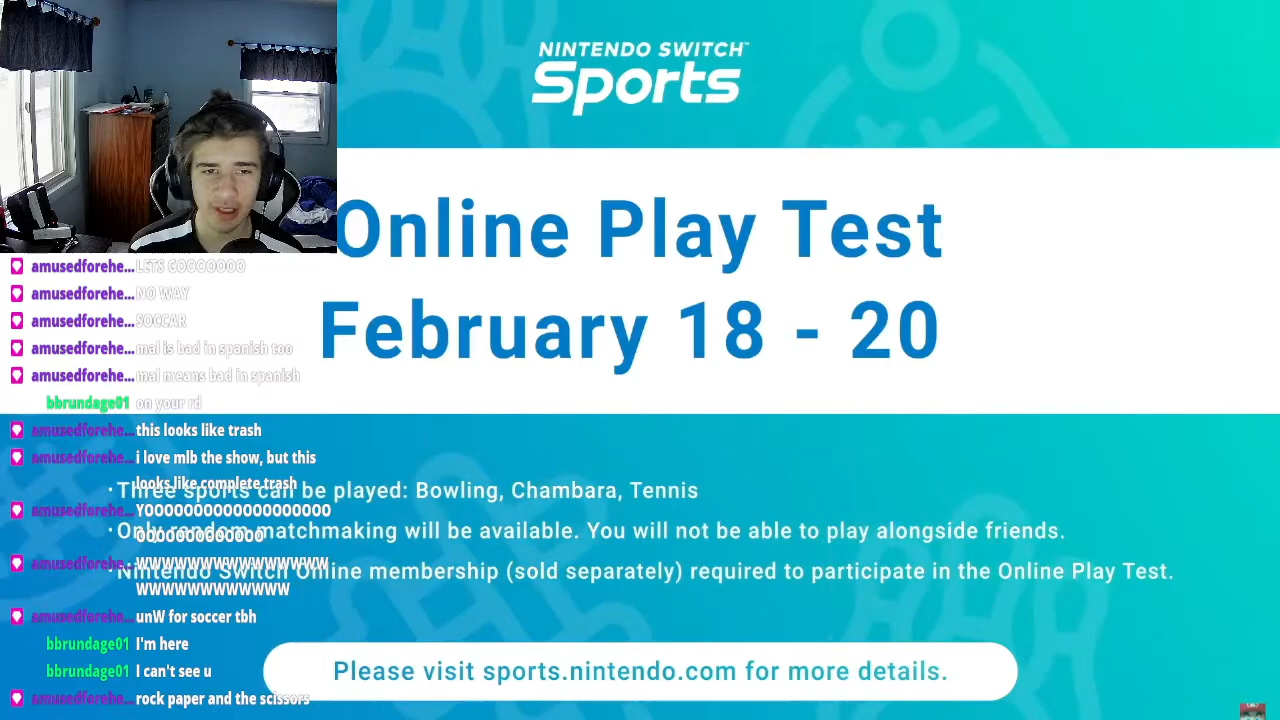 NINTENDO SWITCH™
Sports
Online Play Test
February 18 - 20
amusedforehe... LETS GOOOOOOO
amusedforehe... NO WAY
amusedforehe... SOCCAR
amusedforehe... mal is bad in spanish too
amusedforehe... mal means bad in spanish
bbrundage01 on your rd
amusedforehe... this looks like trash
amusedforehe... i love mlb the show, but this
looks like complete trash
amusedforehe... YOOOOOOOOOOOOOOOOOOO
OOOOOOOOOOOOO
amusedforehe... WWWWWWWWWWWWWWW
WWWWWWWWWWWW
amusedforehe... unW for soccer tbh
bbrundage01 I'm here
bbrundage01 I can't see u
amusedforehe... rock paper and the scissors
· Three sports can be played: Bowling, Chambara, Tennis
· Only random matchmaking will be available. You will not be able to play alongside friends.
· Nintendo Switch Online membership (sold separately) required to participate in the Online Play Test.
Please visit sports.nintendo.com for more details.